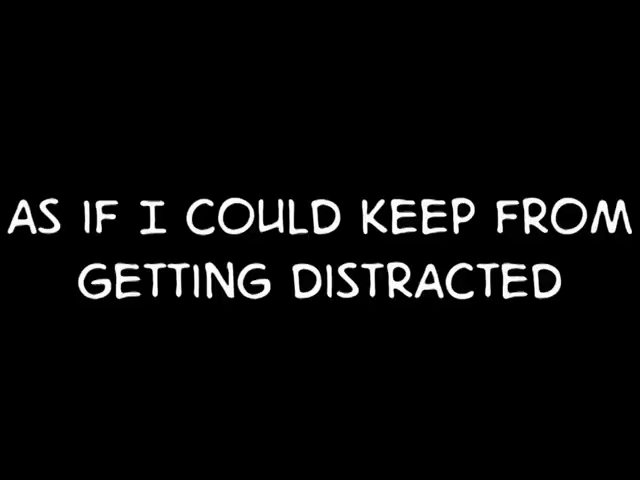 AS IF I COULD KEEP FROM
GETTING DISTRACTED